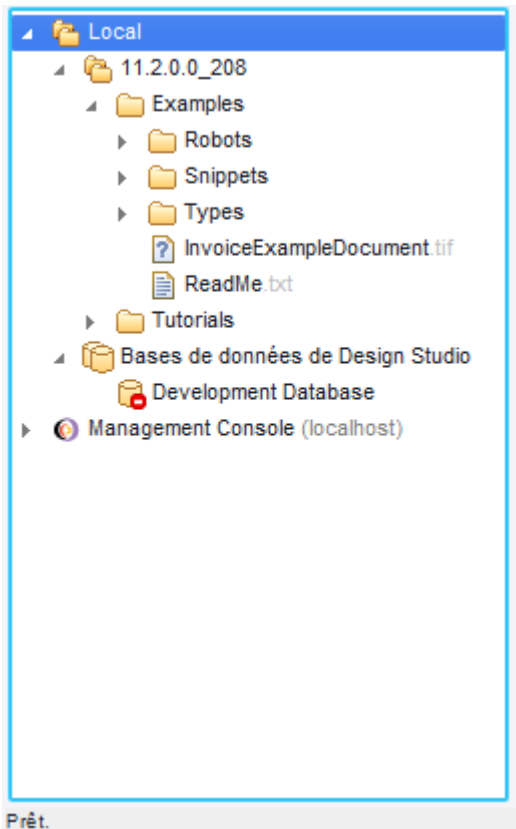 Local
11.2.0.0_208
Examples
Robots
Snippets
Types
InvoiceExampleDocument.tif
ReadMe.txt
Tutorials
Bases de données de Design Studio
Development Database
Management Console (localhost)
Prêt.